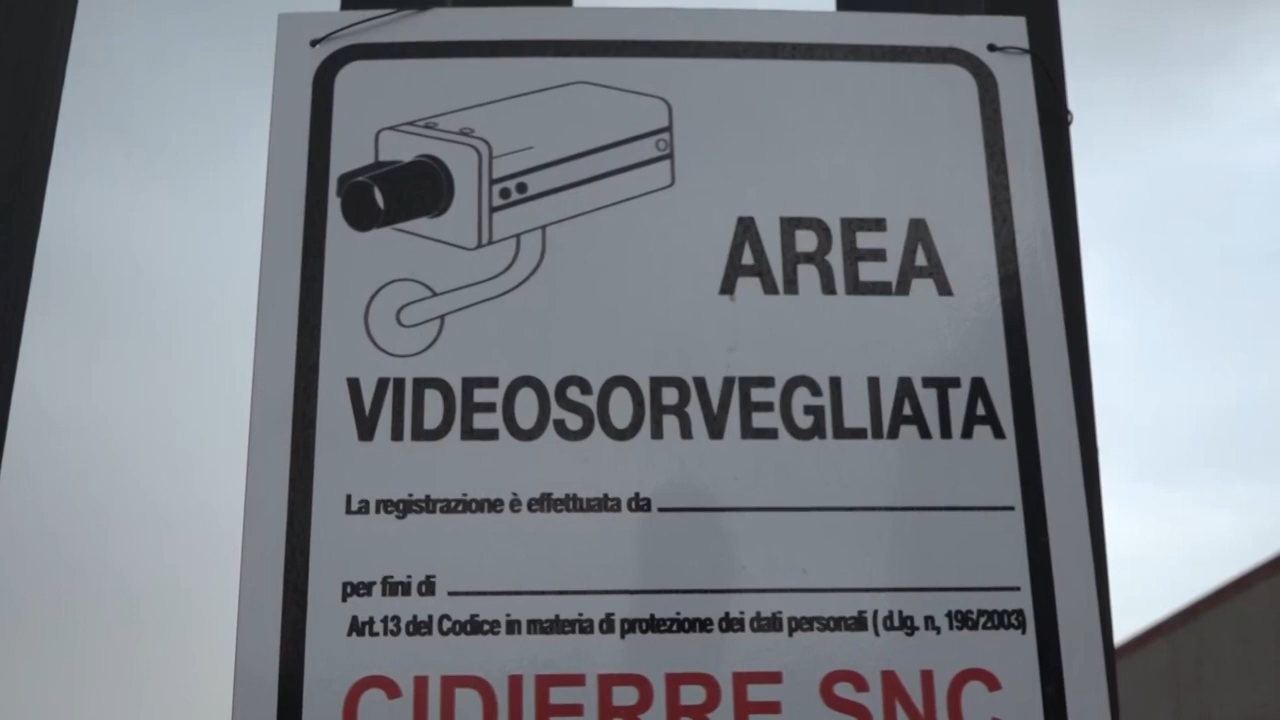 AREA
VIDEOSORVEGLIATA
La registrazione è effettuata da
per fini di
Art.13 del Codice in materia di protezione dei dati personali ( d.lg. n, 196/2003)
CIDIERRE SNC